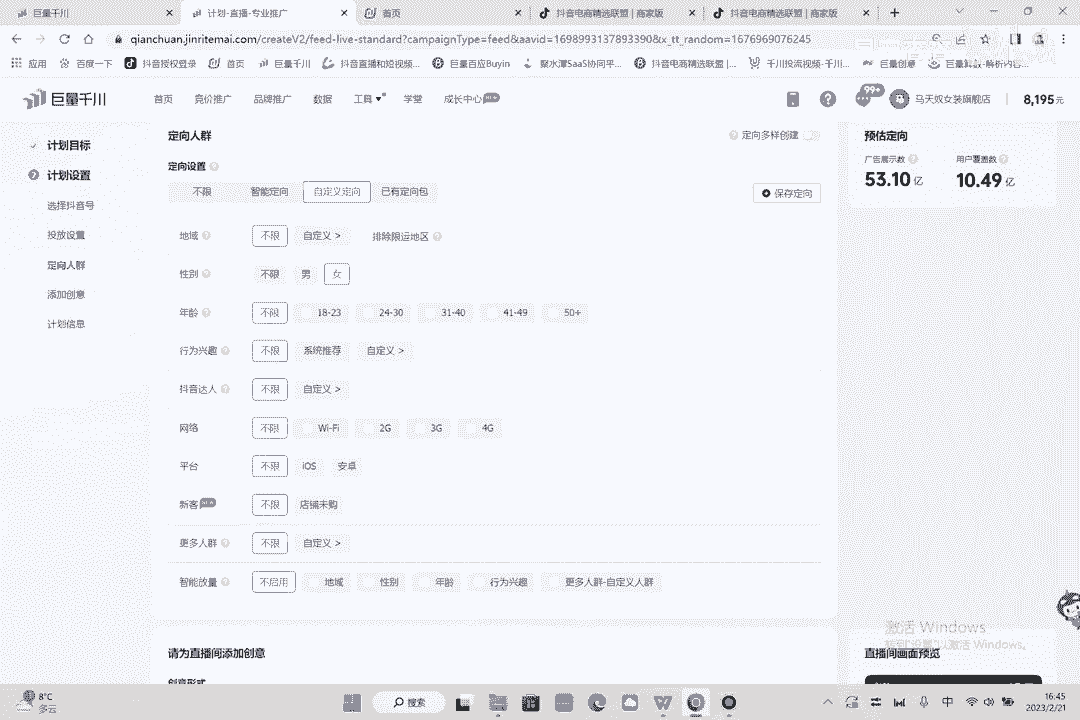 巨量千川
计划-直播-专业推广
首页
抖音电商精选联盟 | 商家版
抖音电商精选联盟 | 商家版
qianchuan.jinritemai.com/createV2/feed-live-standard?campaignType=feed&aavid=1698993137893390&x_tt_random=1676969076245
应用
百度一下
抖音授权登录
首页
巨量千川
抖音直播和短视频...
巨量百应Buyin
聚水潭SaaS协同平...
抖音电商精选联盟 |...
千川投流视频-千川...
巨量创意
巨量算数-解析内容...
巨量千川
首页
竞价推广
品牌推广
数据
工具
学堂
成长中心
99+
马天奴女装旗舰店
8,195元
计划目标
计划设置
选择抖音号
投放设置
定向人群
添加创意
计划信息
定向人群
定向多样创建
定向设置
不限 智能定向 自定义定向 已有定向包
保存定向
地域 不限 自定义 > 排除限运地区
性别 不限 男 女
年龄 不限 18-23 24-30 31-40 41-49 50+
行为兴趣 不限 系统推荐 自定义 >
抖音达人 不限 自定义 >
网络 不限 Wi-Fi 2G 3G 4G
平台 不限 iOS 安卓
新客 不限 店铺未购
更多人群 不限 自定义 >
智能放量 不启用 地域 性别 年龄 行为兴趣 更多人群-自定义人群
请为直播间添加创意
创意形式
预估定向
广告展示数 用户覆盖数
53.10 亿 10.49 亿
激活 Windows
转到"设置"以激活 Windows。
直播间画面预览
8°C
多云
搜索
中
16:45
2023/2/21